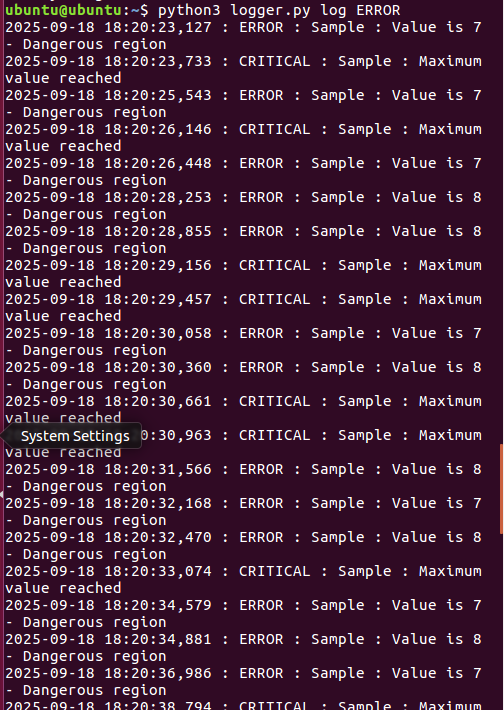 ubuntu@ubuntu:~$ python3 logger.py log ERROR
2025-09-18 18:20:23,127 : ERROR : Sample : Value is 7
- Dangerous region
2025-09-18 18:20:23,733 : CRITICAL : Sample : Maximum
value reached
2025-09-18 18:20:25,543 : ERROR : Sample : Value is 7
- Dangerous region
2025-09-18 18:20:26,146 : CRITICAL : Sample : Maximum
value reached
2025-09-18 18:20:26,448 : ERROR : Sample : Value is 7
- Dangerous region
2025-09-18 18:20:28,253 : ERROR : Sample : Value is 8
- Dangerous region
2025-09-18 18:20:28,855 : ERROR : Sample : Value is 8
- Dangerous region
2025-09-18 18:20:29,156 : CRITICAL : Sample : Maximum
value reached
2025-09-18 18:20:29,457 : CRITICAL : Sample : Maximum
value reached
2025-09-18 18:20:30,058 : ERROR : Sample : Value is 7
- Dangerous region
2025-09-18 18:20:30,360 : ERROR : Sample : Value is 8
- Dangerous region
2025-09-18 18:20:30,661 : CRITICAL : Sample : Maximum
value reached
System Settings 0:30,963 : CRITICAL : Sample : Maximum
value reached
2025-09-18 18:20:31,566 : ERROR : Sample : Value is 8
- Dangerous region
2025-09-18 18:20:32,168 : ERROR : Sample : Value is 7
- Dangerous region
2025-09-18 18:20:32,470 : ERROR : Sample : Value is 8
- Dangerous region
2025-09-18 18:20:33,074 : CRITICAL : Sample : Maximum
value reached
2025-09-18 18:20:34,579 : ERROR : Sample : Value is 7
- Dangerous region
2025-09-18 18:20:34,881 : ERROR : Sample : Value is 8
- Dangerous region
2025-09-18 18:20:36,986 : ERROR : Sample : Value is 7
- Dangerous region
2025-09-18 18:20:38,794 : CRITICAL : Sample : Maximum